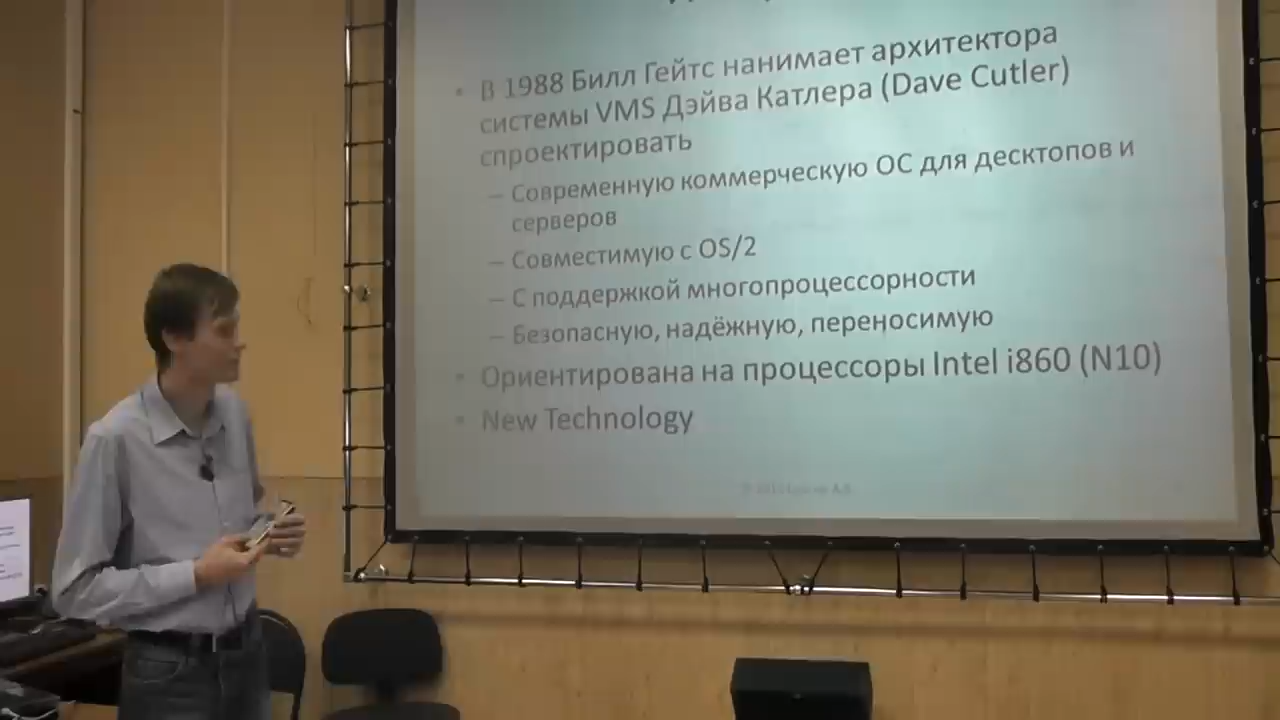 • В 1988 Билл Гейтс нанимает архитектора
системы VMS Дэйва Катлера (Dave Cutler)
спроектировать
– Современную коммерческую ОС для десктопов и
серверов
– Совместимую с OS/2
– С поддержкой многопроцессорности
– Безопасную, надёжную, переносимую
• Ориентирована на процессоры Intel i860 (N10)
• New Technology